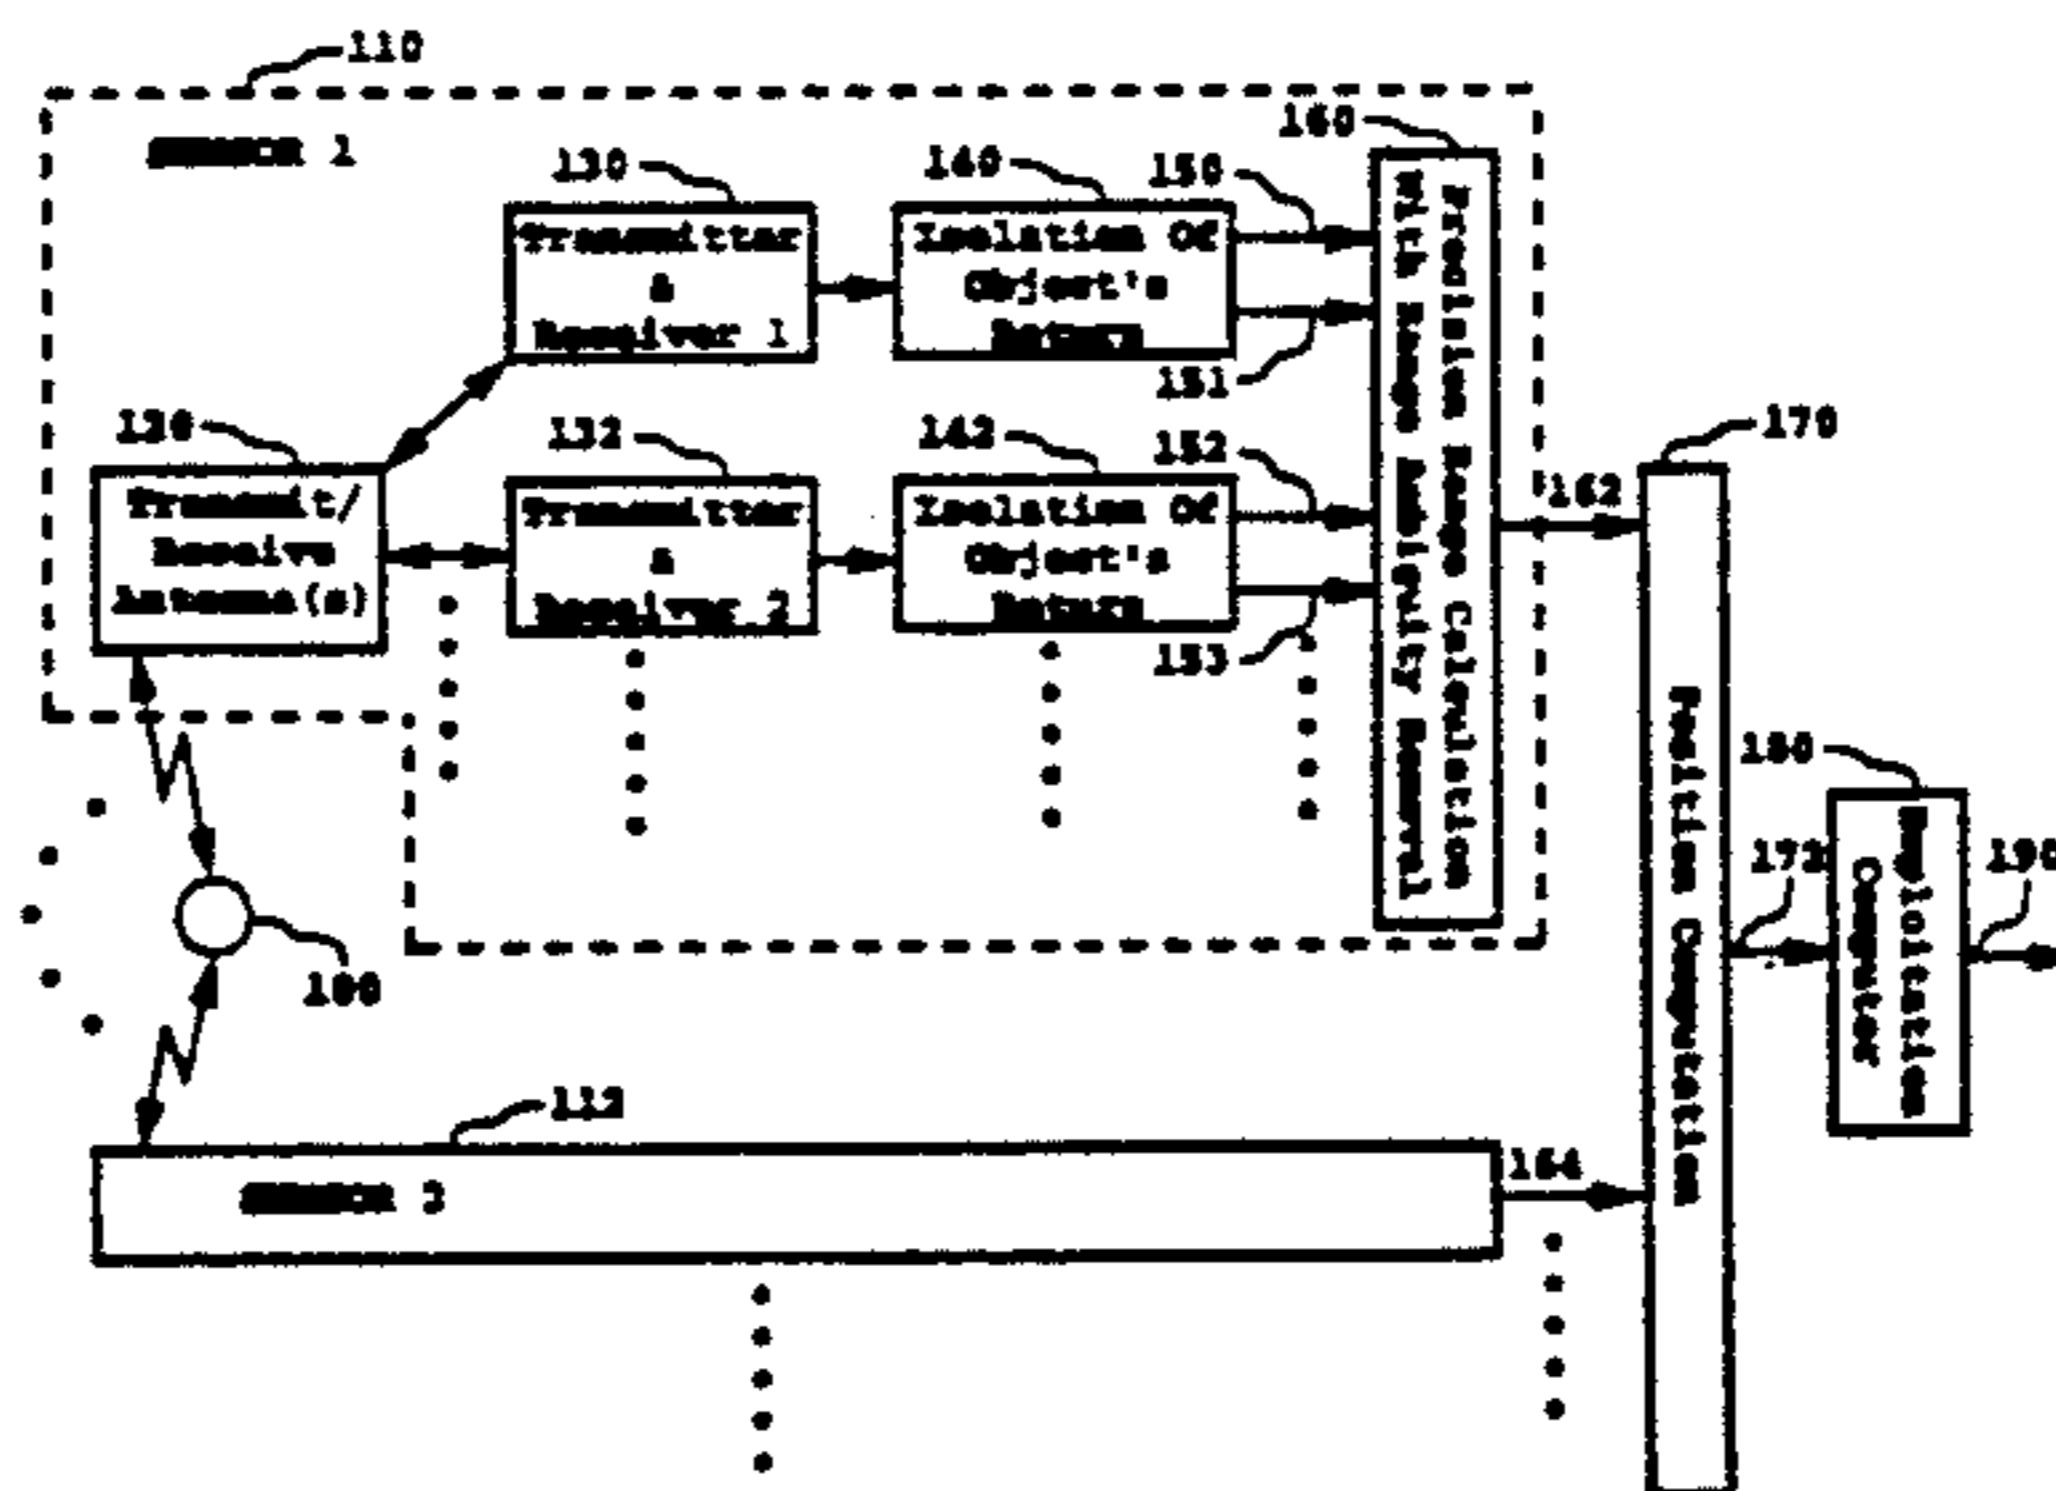 110
SENSOR 1
130
140
150
160
Transmitter
&
Receiver 1
Isolation Of
Object's
Return
151
Precision Range Calculation
With Range Ambiguity Removal
120
132
142
152
Transmit/
Receive
Antenna(s)
Transmitter
&
Receiver 2
Isolation Of
Object's
Return
153
162
170
Position Computation
180
172
Exploitation
Computer
190
100
112
SENSOR
164